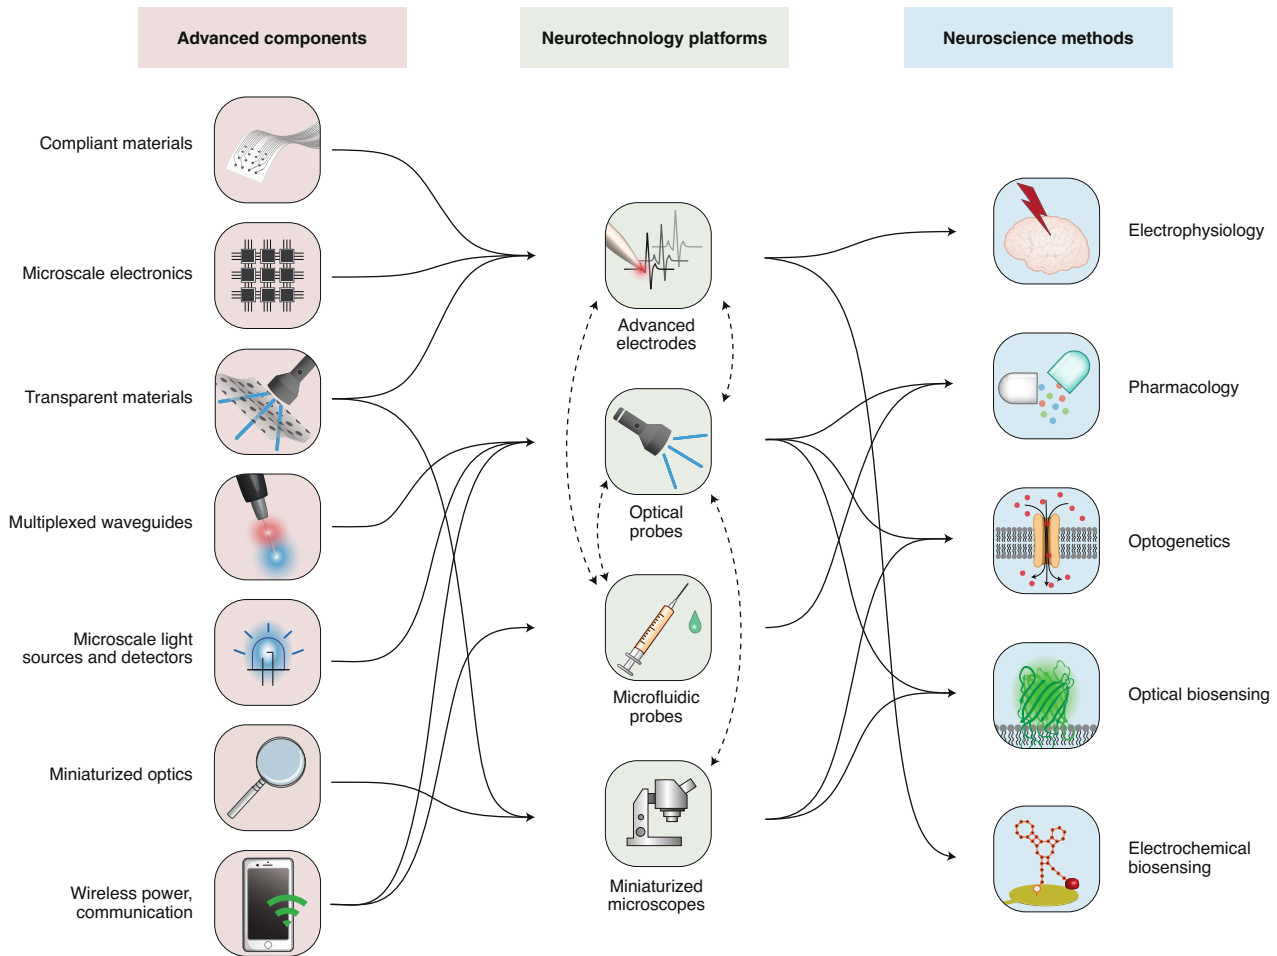 Advanced components
Neurotechnology platforms
Neuroscience methods
Compliant materials
Microscale electronics
Transparent materials
Multiplexed waveguides
Microscale light
sources and detectors
Miniaturized optics
Wireless power,
communication
Advanced
electrodes
Optical
probes
Microfluidic
probes
Miniaturized
microscopes
Electrophysiology
Pharmacology
Optogenetics
Optical biosensing
Electrochemical
biosensing